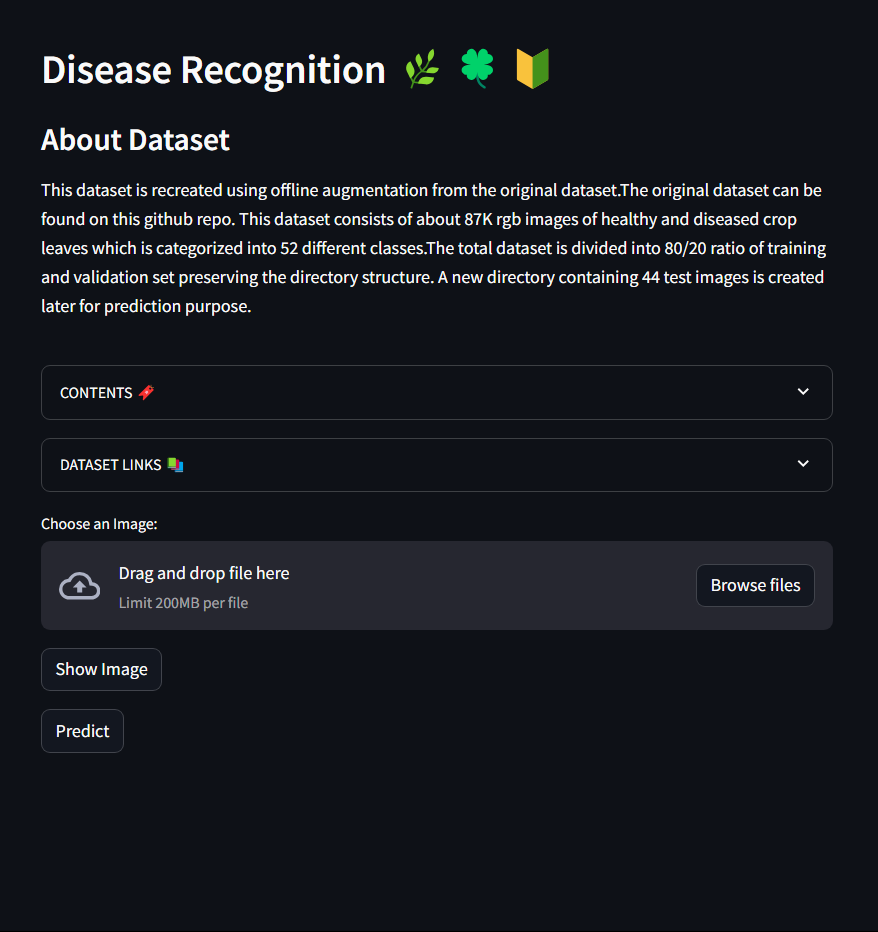 Disease Recognition 🌿 🍀 🔰
About Dataset
This dataset is recreated using offline augmentation from the original dataset.The original dataset can be
found on this github repo. This dataset consists of about 87K rgb images of healthy and diseased crop
leaves which is categorized into 52 different classes.The total dataset is divided into 80/20 ratio of training
and validation set preserving the directory structure. A new directory containing 44 test images is created
later for prediction purpose.
CONTENTS 🔖
DATASET LINKS 📚
Choose an Image:
Drag and drop file here
Limit 200MB per file
Browse files
Show Image
Predict